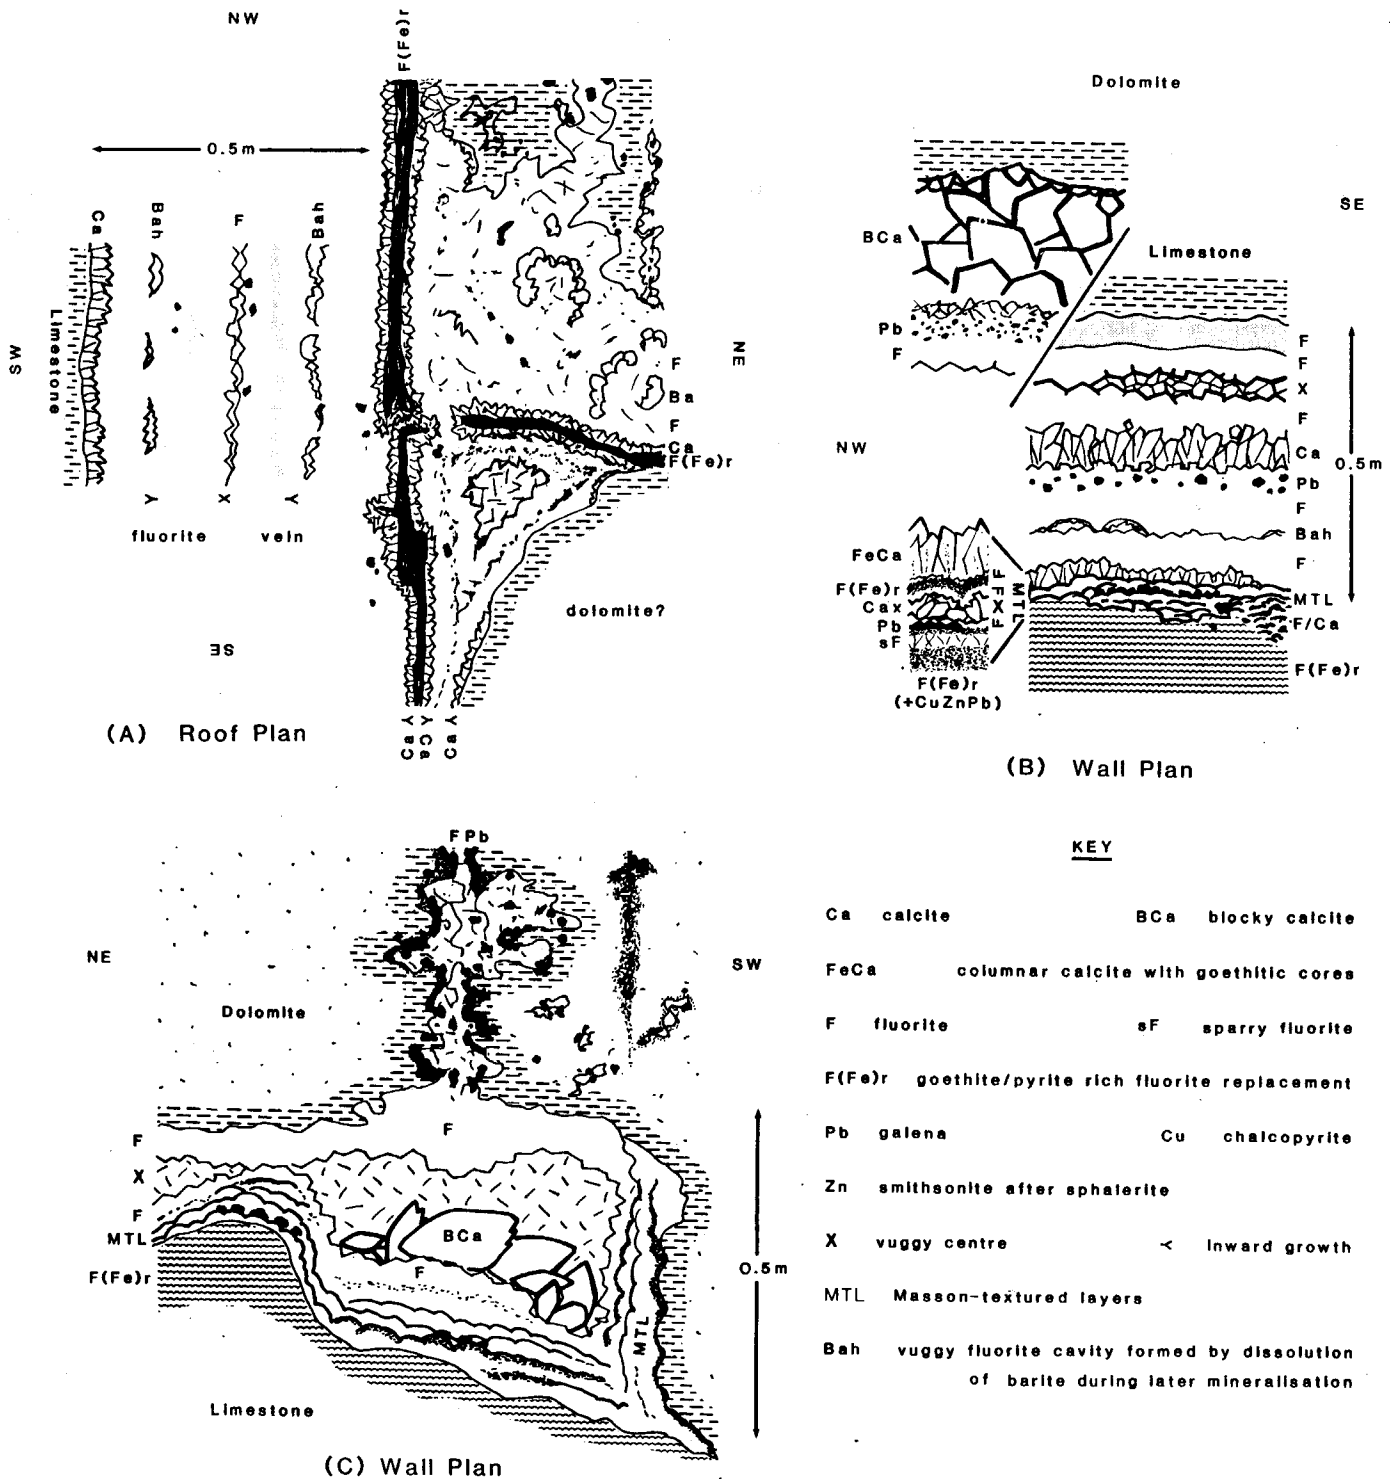 NW
F(Fe)r
0.5m
Ca
Bah
F
Bah
Limestone
SW
NE
F
Ba
F
Ca
F(Fe)r
Y
X
Y
fluorite vein
dolomite?
SE
Ca Y
Y Ca
Ca Y
(A) Roof Plan
Dolomite
SE
BCa
Limestone
Pb
F
F
F
X
F
NW
Ca
0.5m
Pb
F
Bah
FeCa
F
F(Fe)r
F
F
X
F
MTL
Cax
Pb
sF
MTL
F/Ca
F(Fe)r
F(Fe)r
(+CuZnPb)
(B) Wall Plan
F Pb
NE
SW
Dolomite
F
F
X
F
MTL
BCa
F
F(Fe)r
0.5m
MTL
Limestone
(C) Wall Plan
KEY
Ca calcite BCa blocky calcite
FeCa columnar calcite with goethitic cores
F fluorite sF sparry fluorite
F(Fe)r goethite/pyrite rich fluorite replacement
Pb galena Cu chalcopyrite
Zn smithsonite after sphalerite
X vuggy centre ≺ Inward growth
MTL Masson-textured layers
Bah vuggy fluorite cavity formed by dissolution
of barite during later mineralisation